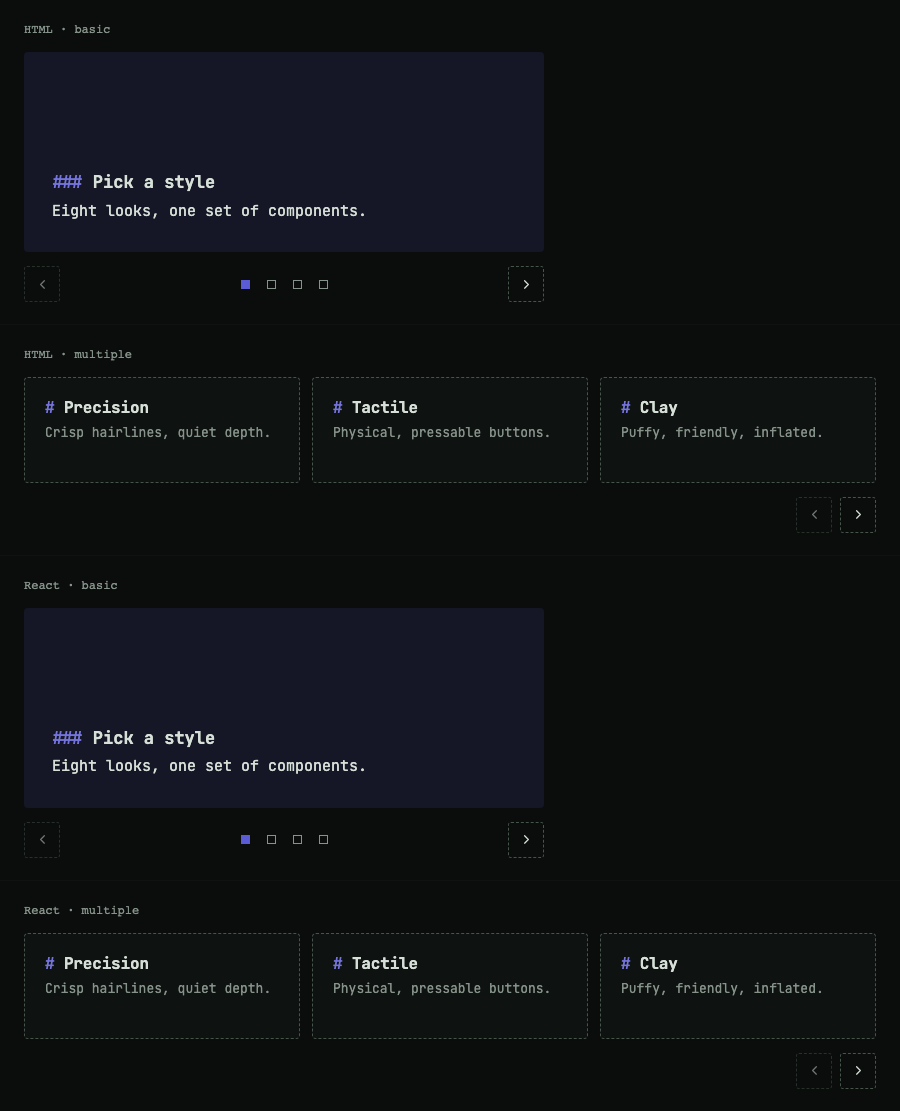 HTML · basic
### Pick a style
Eight looks, one set of components.
HTML · multiple
# Precision
Crisp hairlines, quiet depth.
# Tactile
Physical, pressable buttons.
# Clay
Puffy, friendly, inflated.
React · basic
### Pick a style
Eight looks, one set of components.
React · multiple
# Precision
Crisp hairlines, quiet depth.
# Tactile
Physical, pressable buttons.
# Clay
Puffy, friendly, inflated.